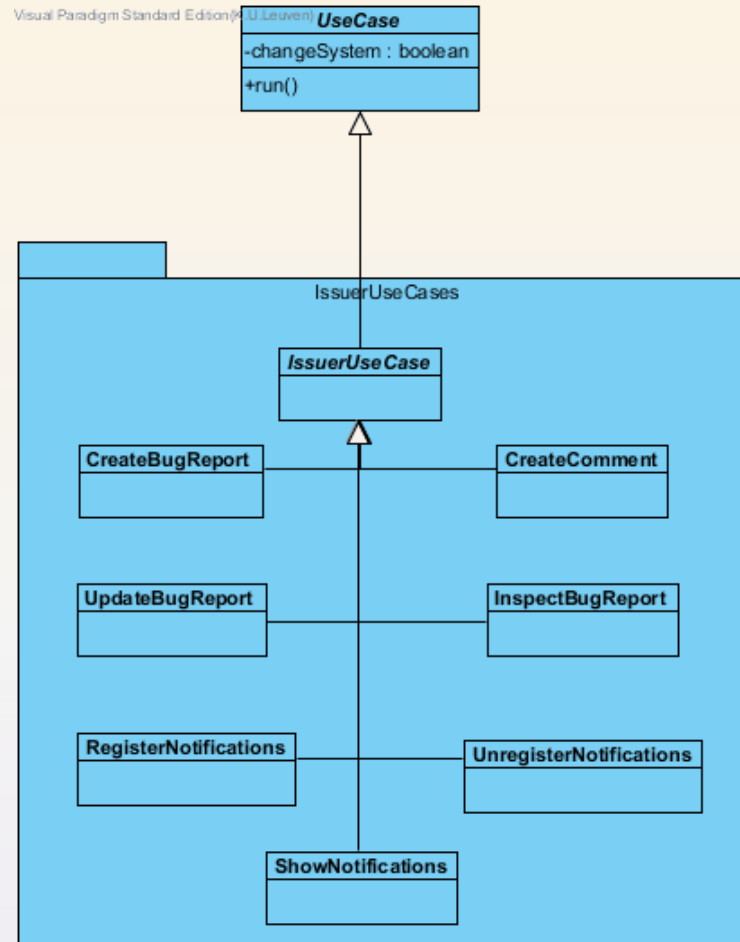 Visual Paradigm Standard Edition(K.U.Leuven)
UseCase
-changeSystem : boolean
+run()
IssuerUseCases
IssuerUseCase
CreateBugReport
CreateComment
UpdateBugReport
InspectBugReport
RegisterNotifications
UnregisterNotifications
ShowNotifications